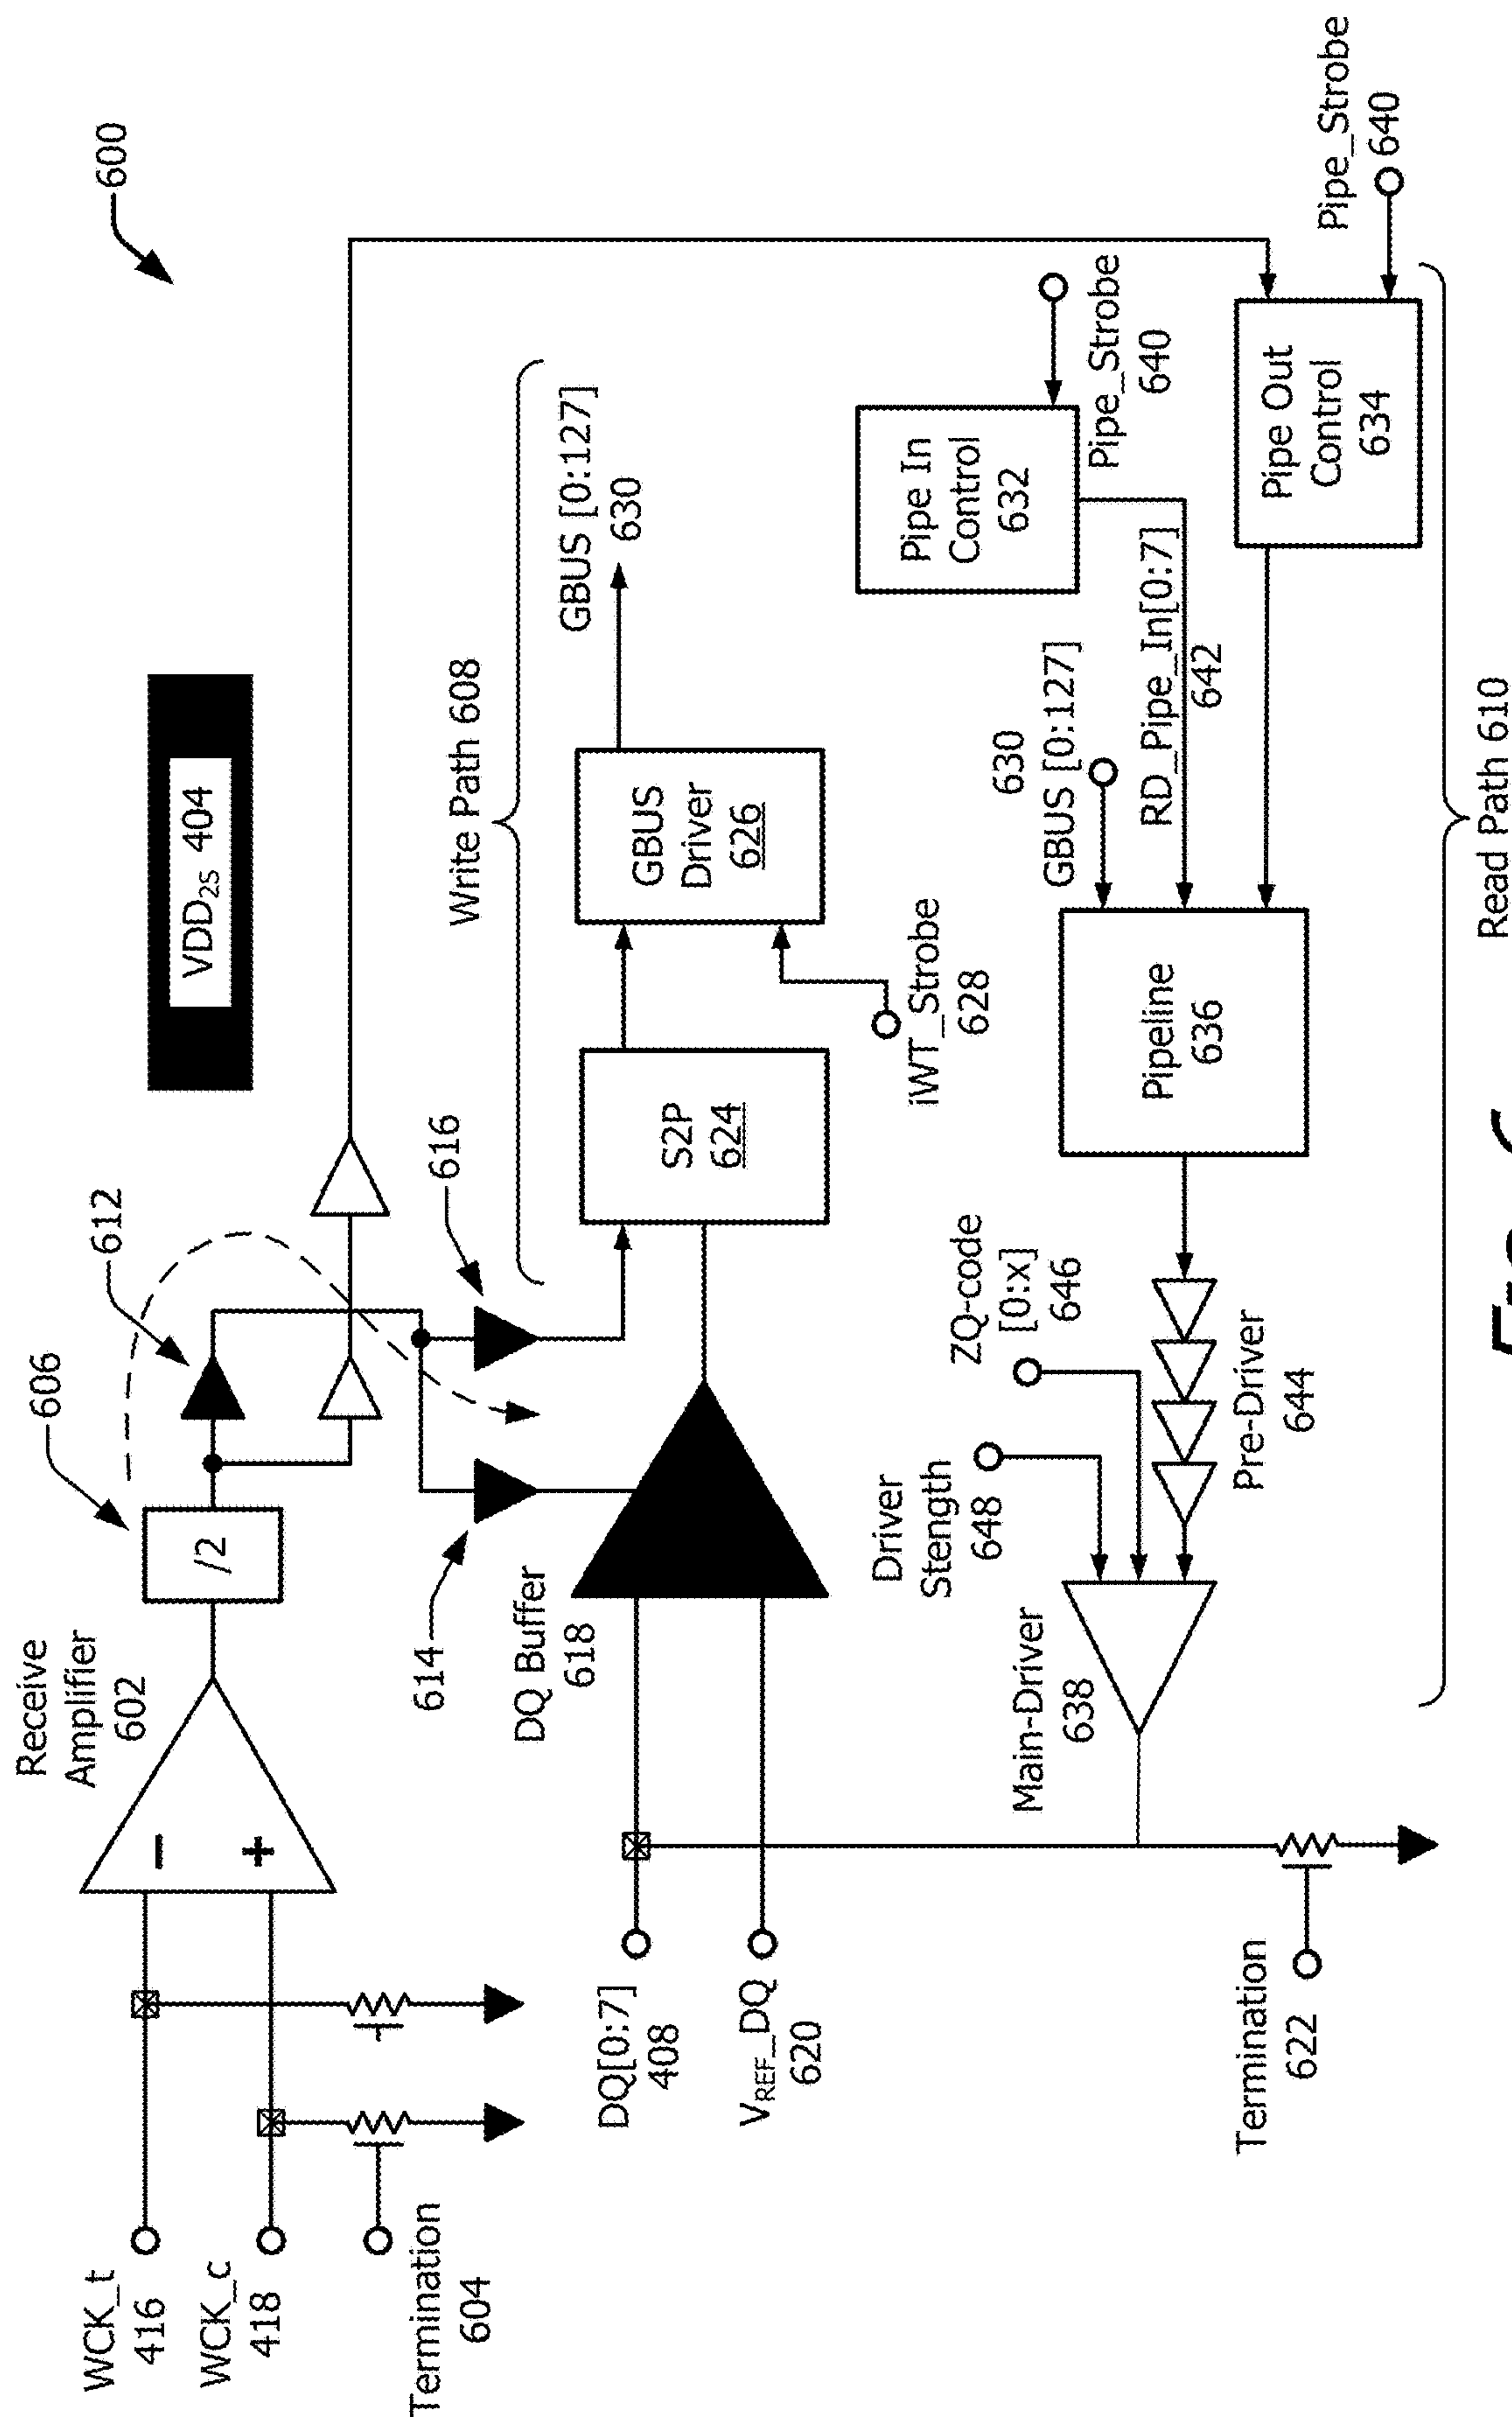 600
VDD2S 404
606
612
Receive
Amplifier
602
/2
−
+
WCK_t
416
WCK_c
418
Termination
604
614
616
Write Path 608
DQ Buffer
618
S2P
624
GBUS
Driver
626
GBUS [0:127]
630
iWT_Strobe
628
DQ[0:7]
408
VREF_DQ
620
Pipe In
Control
632
Pipe_Strobe
640
Driver
Stength
648
ZQ-code
[0:x]
646
630
GBUS [0:127]
RD_Pipe_In[0:7]
642
Main-Driver
638
Pre-Driver
644
Pipeline
636
Pipe Out
Control
634
Pipe_Strobe
640
Termination
622
Read Path 610